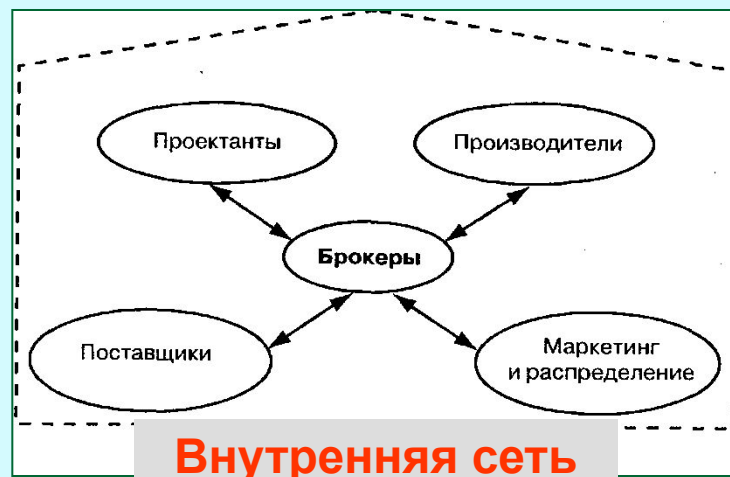 Проектанты
Производители
Брокеры
Поставщики
Маркетинг
и распределение
Внутренняя сеть